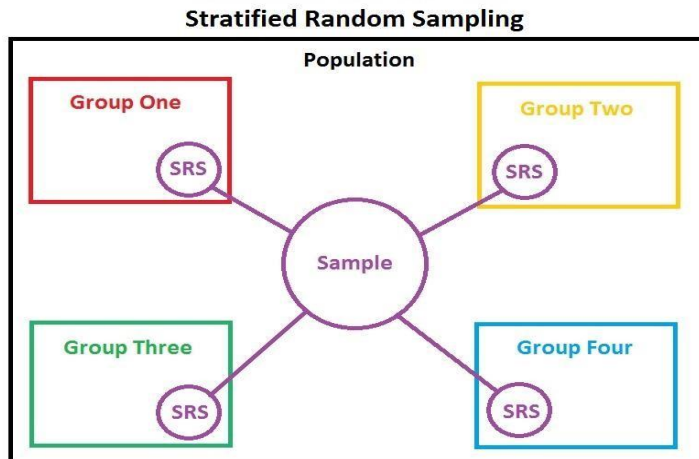 Stratified Random Sampling
Population
Group One
SRS
Group Two
SRS
Sample
Group Three
SRS
Group Four
SRS